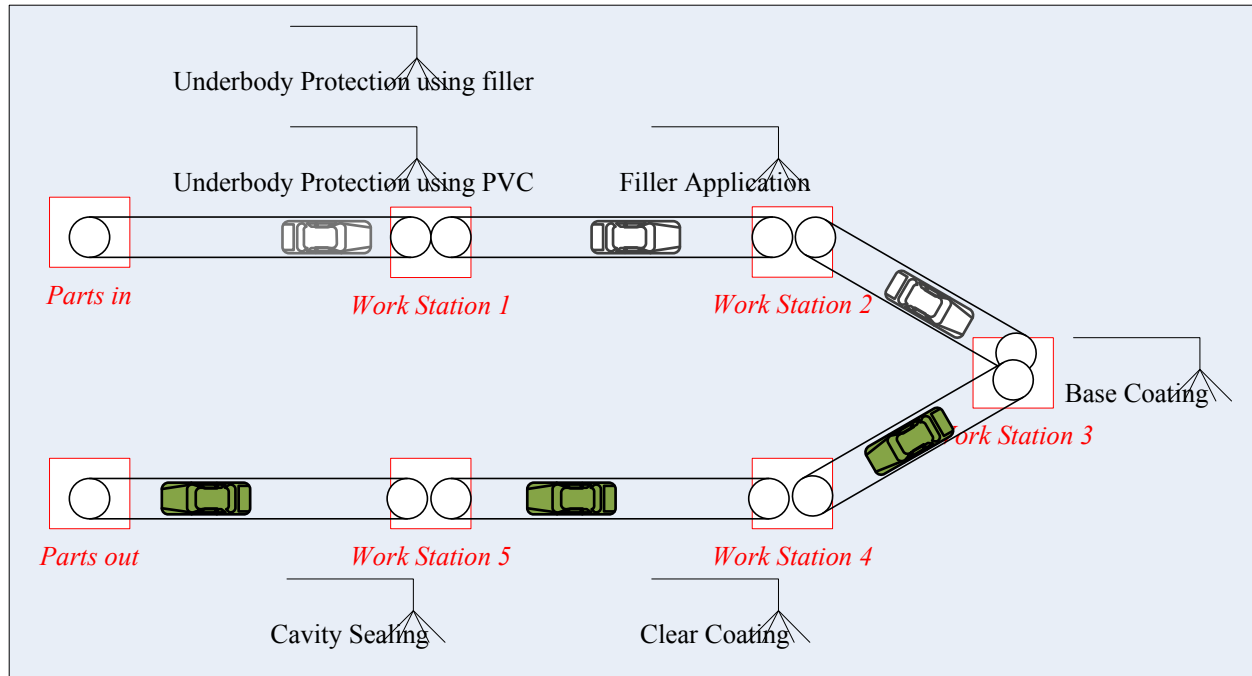 Underbody Protection using filler
Underbody Protection using PVC
Filler Application
Parts in
Work Station 1
Work Station 2
Base Coating
Work Station 3
Parts out
Work Station 5
Work Station 4
Cavity Sealing
Clear Coating